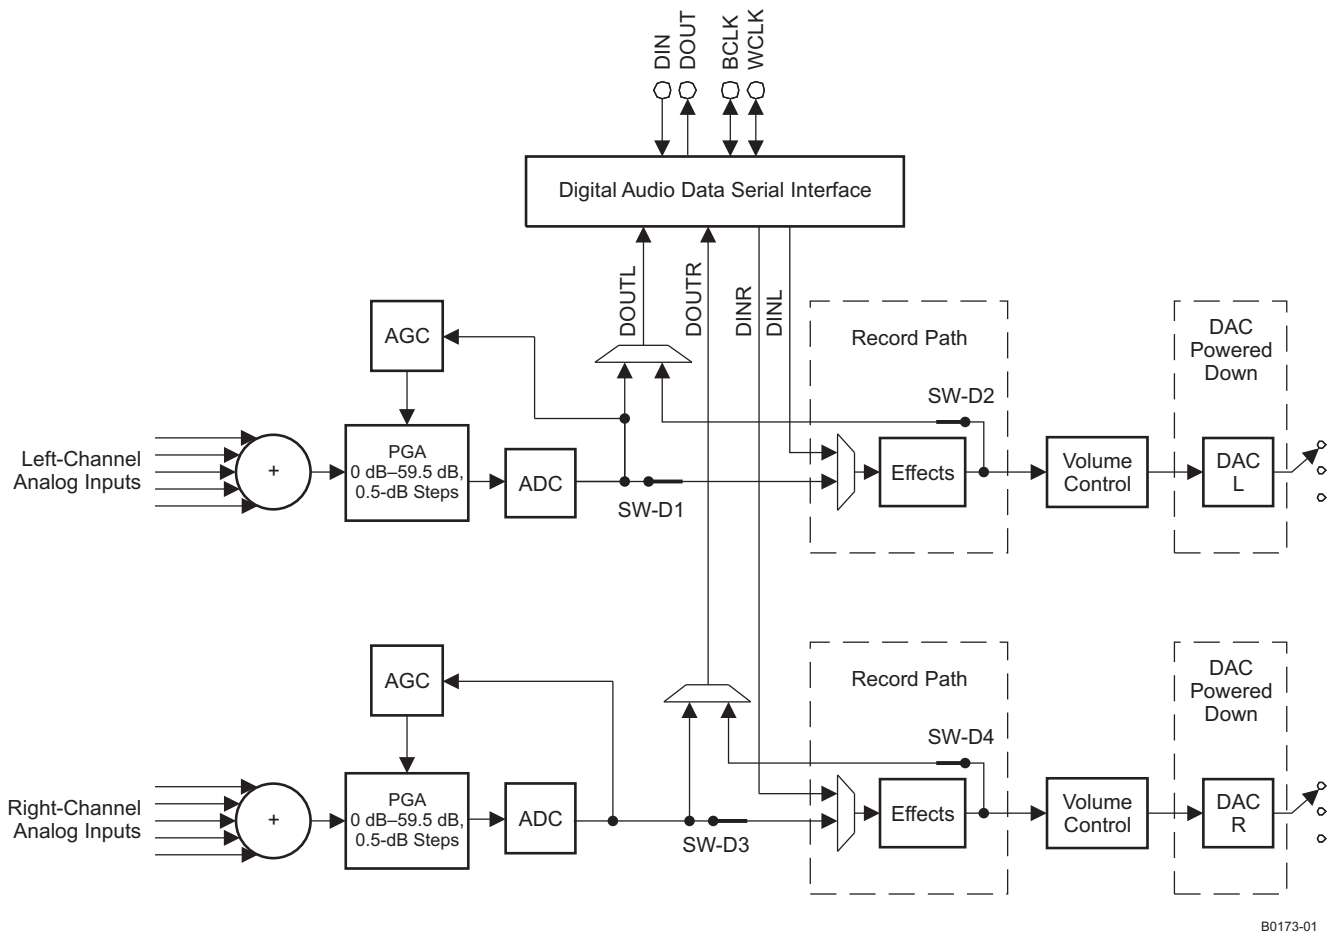 DIN
DOUT
BCLK
WCLK
Digital Audio Data Serial Interface
DOUTL
DOUTR
DINR
DINL
AGC
Record Path
DAC
Powered
Down
SW-D2
Left-Channel
Analog Inputs
+
PGA
0 dB–59.5 dB,
0.5-dB Steps
ADC
SW-D1
Effects
Volume
Control
DAC
L
AGC
Record Path
DAC
Powered
Down
SW-D4
Right-Channel
Analog Inputs
+
PGA
0 dB–59.5 dB,
0.5-dB Steps
ADC
SW-D3
Effects
Volume
Control
DAC
R
B0173-01